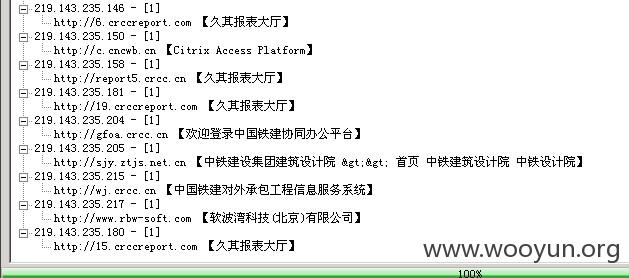 219.143.235.146 - [1]
http://6.crccreport.com 【久其报表大厅】
219.143.235.150 - [1]
http://c.cncwb.cn 【Citrix Access Platform】
219.143.235.158 - [1]
http://report5.crcc.cn 【久其报表大厅】
219.143.235.181 - [1]
http://19.crccreport.com 【久其报表大厅】
219.143.235.204 - [1]
http://gfoa.crcc.cn 【欢迎登录中国铁建协同办公平台】
219.143.235.205 - [1]
http://sjy.ztjs.net.cn 【中铁建设集团建筑设计院 &gt;&gt; 首页 中铁建筑设计院 中铁设计院】
219.143.235.215 - [1]
http://wj.crcc.cn 【中国铁建对外承包工程信息服务系统】
219.143.235.217 - [1]
http://www.rbw-soft.com 【软波湾科技(北京)有限公司】
219.143.235.180 - [1]
http://15.crccreport.com 【久其报表大厅】
www.wooyun.org
100%